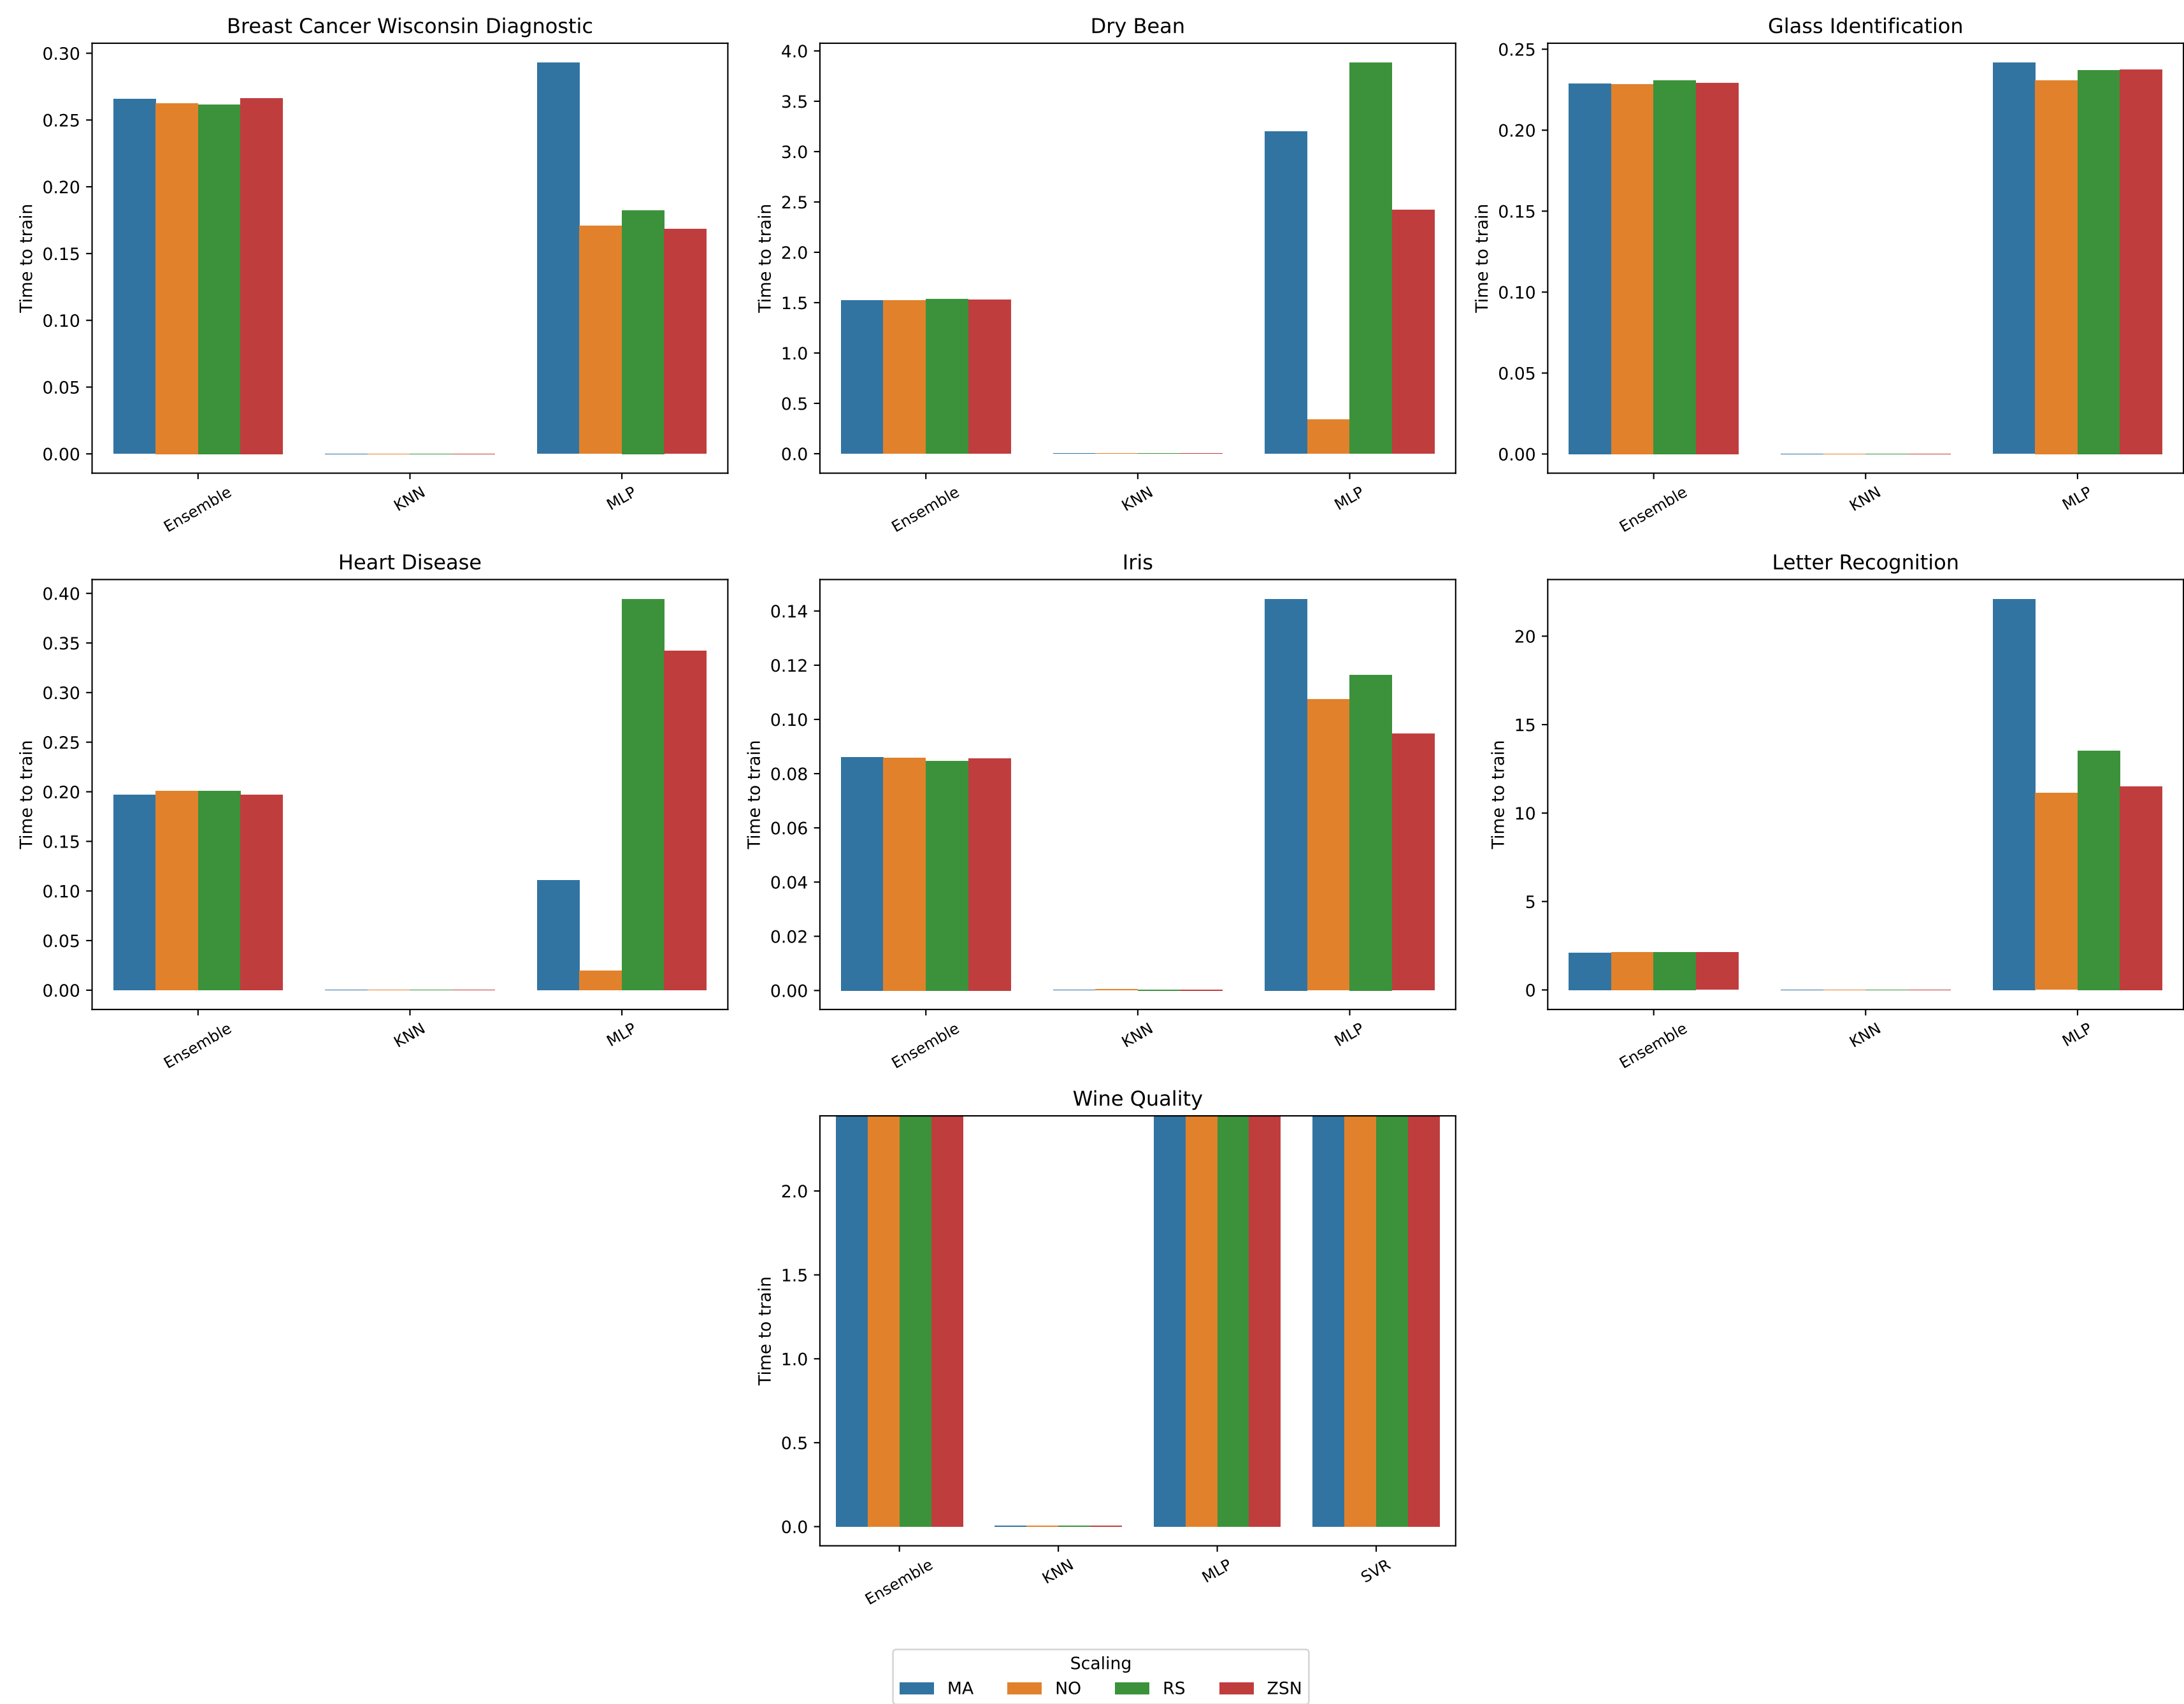 Breast Cancer Wisconsin Diagnostic
Time to train
0.30
0.25
0.20
0.15
0.10
0.05
0.00
Ensemble
KNN
MLP
Dry Bean
Time to train
4.0
3.5
3.0
2.5
2.0
1.5
1.0
0.5
0.0
Ensemble
KNN
MLP
Glass Identification
Time to train
0.25
0.20
0.15
0.10
0.05
0.00
Ensemble
KNN
MLP
Heart Disease
Time to train
0.40
0.35
0.30
0.25
0.20
0.15
0.10
0.05
0.00
Ensemble
KNN
MLP
Iris
Time to train
0.14
0.12
0.10
0.08
0.06
0.04
0.02
0.00
Ensemble
KNN
MLP
Letter Recognition
Time to train
20
15
10
5
0
Ensemble
KNN
MLP
Wine Quality
Time to train
2.0
1.5
1.0
0.5
0.0
Ensemble
KNN
MLP
SVR
Scaling
MA NO RS ZSN